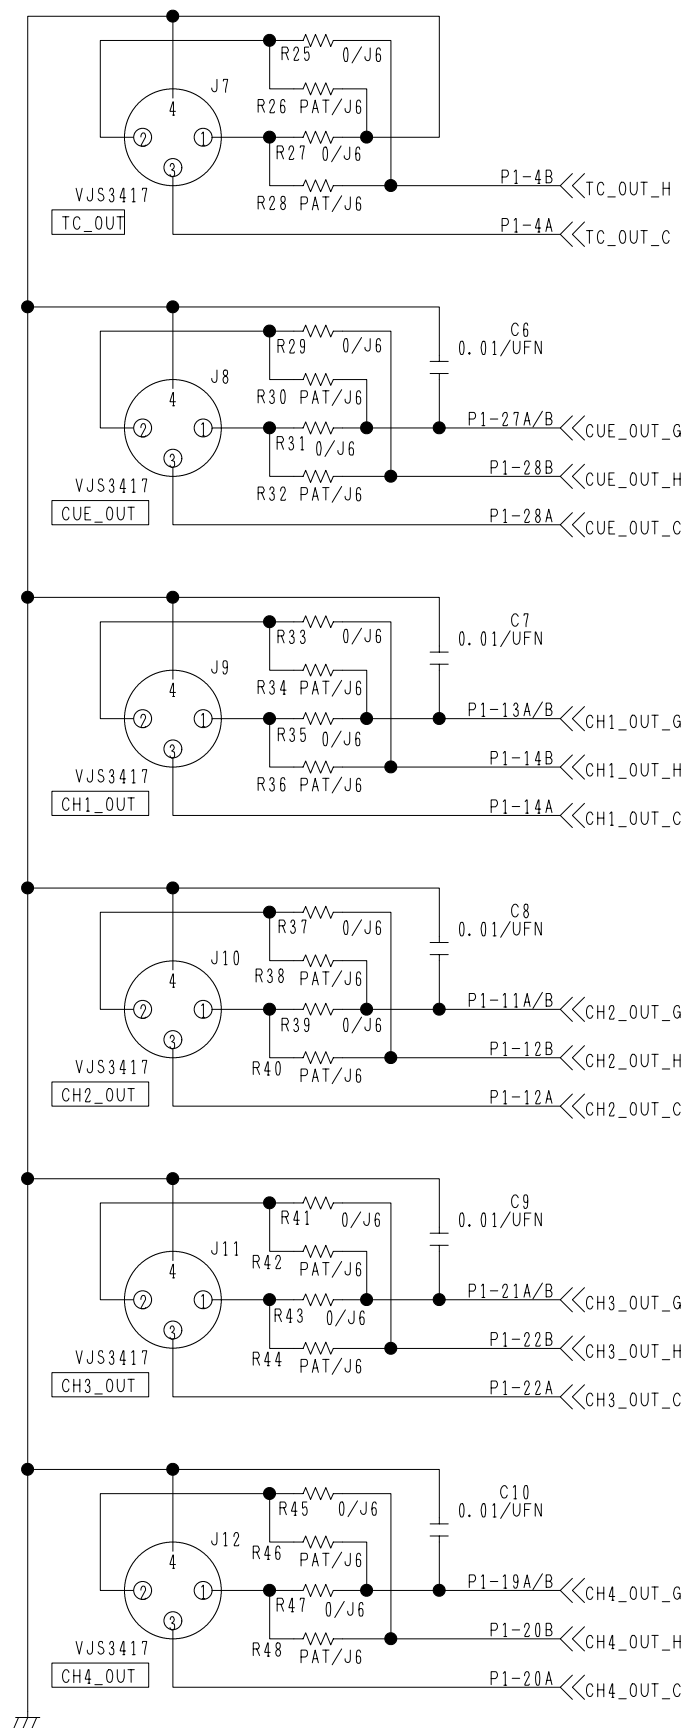 R25 0/J6
J7
4
R26 PAT/J6
2 1
R27 0/J6
3
P1-4B
TC_OUT_H
VJS3417
R28 PAT/J6
TC_OUT
P1-4A
TC_OUT_C
C6
0.01/UFN
R29 0/J6
J8
4
R30 PAT/J6
2 1
P1-27A/B
CUE_OUT_G
R31 0/J6
3
P1-28B
CUE_OUT_H
VJS3417
R32 PAT/J6
CUE_OUT
P1-28A
CUE_OUT_C
C7
0.01/UFN
R33 0/J6
J9
4
R34 PAT/J6
2 1
P1-13A/B
CH1_OUT_G
R35 0/J6
3
P1-14B
CH1_OUT_H
VJS3417
R36 PAT/J6
CH1_OUT
P1-14A
CH1_OUT_C
C8
0.01/UFN
R37 0/J6
J10
4
R38 PAT/J6
2 1
P1-11A/B
CH2_OUT_G
R39 0/J6
3
P1-12B
CH2_OUT_H
VJS3417
R40 PAT/J6
CH2_OUT
P1-12A
CH2_OUT_C
C9
0.01/UFN
R41 0/J6
J11
4
R42 PAT/J6
2 1
P1-21A/B
CH3_OUT_G
R43 0/J6
3
P1-22B
CH3_OUT_H
VJS3417
R44 PAT/J6
CH3_OUT
P1-22A
CH3_OUT_C
C10
0.01/UFN
R45 0/J6
J12
4
R46 PAT/J6
2 1
P1-19A/B
CH4_OUT_G
R47 0/J6
3
P1-20B
CH4_OUT_H
VJS3417
R48 PAT/J6
CH4_OUT
P1-20A
CH4_OUT_C